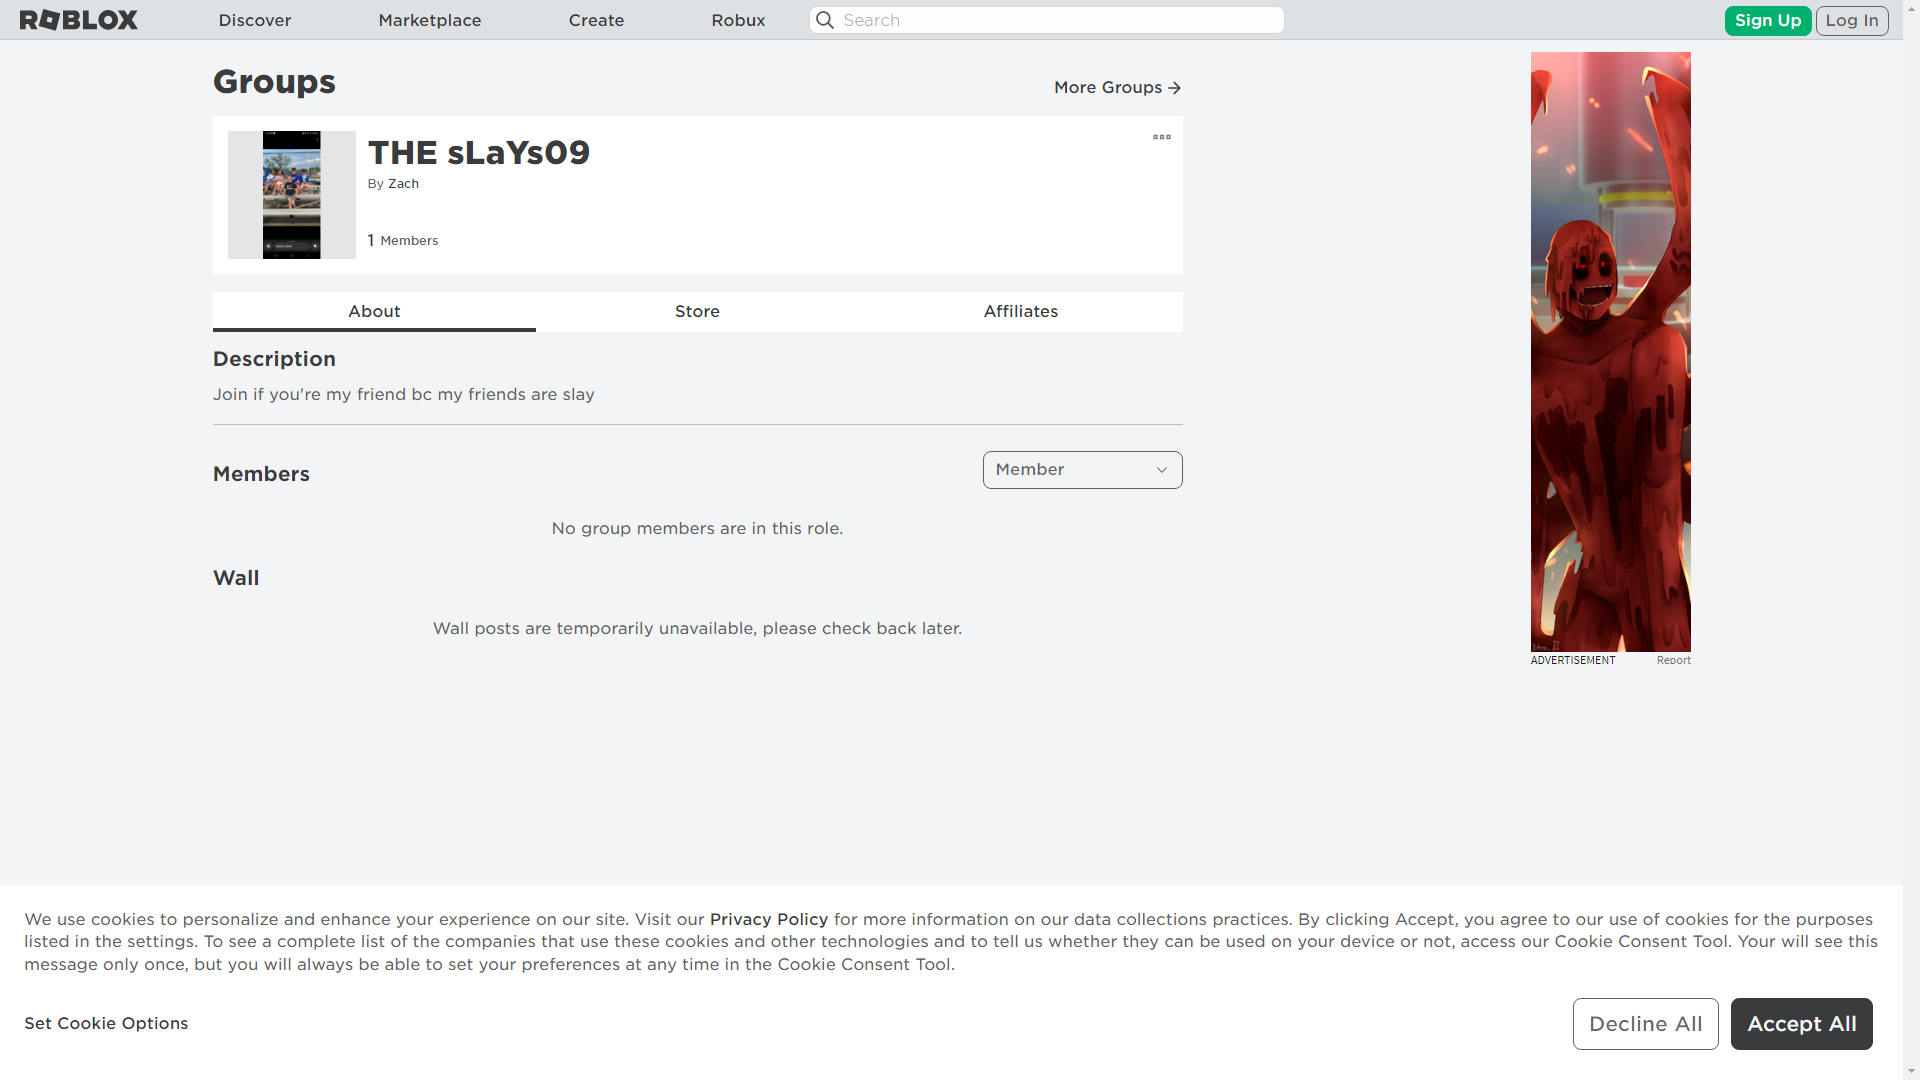 ROBLOX
Discover
Marketplace
Create
Robux
Search
Sign Up
Log In
Groups
More Groups
THE sLaYs09
By Zach
1 Members
About
Store
Affiliates
Description
Join if you're my friend bc my friends are slay
Members
Member
No group members are in this role.
Wall
Wall posts are temporarily unavailable, please check back later.
ADVERTISEMENT
Report
We use cookies to personalize and enhance your experience on our site. Visit our Privacy Policy for more information on our data collections practices. By clicking Accept, you agree to our use of cookies for the purposes
listed in the settings. To see a complete list of the companies that use these cookies and other technologies and to tell us whether they can be used on your device or not, access our Cookie Consent Tool. Your will see this
message only once, but you will always be able to set your preferences at any time in the Cookie Consent Tool.
Set Cookie Options
Decline All
Accept All